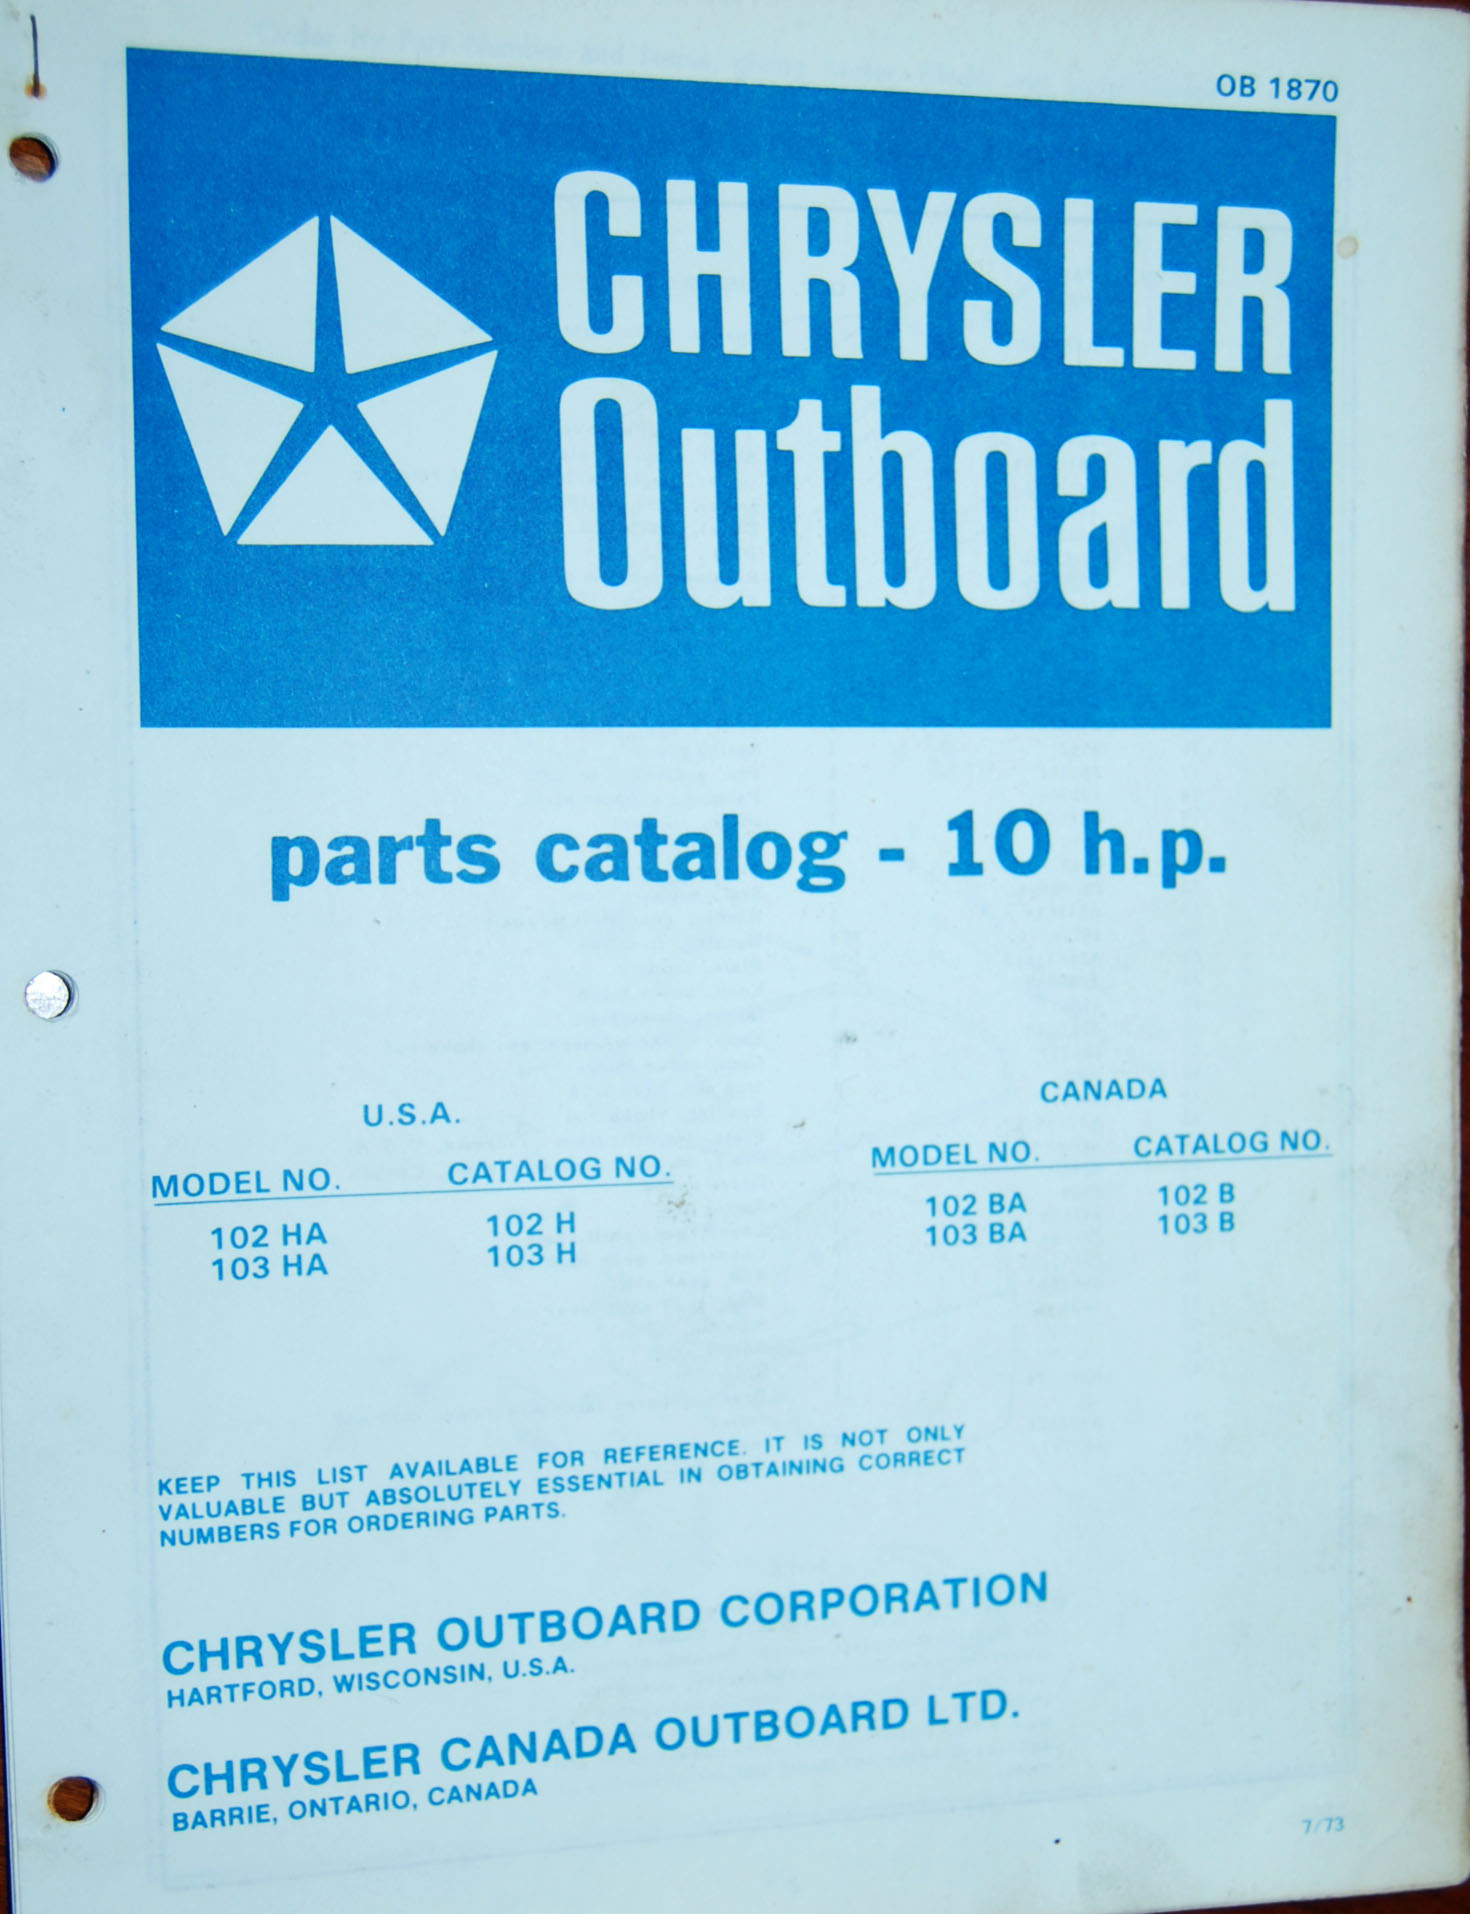 OB 1870
CHRYSLER
Outboard
parts catalog - 10 h.p.
U.S.A.
MODEL NO. CATALOG NO.
102 HA 102 H
103 HA 103 H
CANADA
MODEL NO. CATALOG NO.
102 BA 102 B
103 BA 103 B
KEEP THIS LIST AVAILABLE FOR REFERENCE. IT IS NOT ONLY
VALUABLE BUT ABSOLUTELY ESSENTIAL IN OBTAINING CORRECT
NUMBERS FOR ORDERING PARTS.
CHRYSLER OUTBOARD CORPORATION
HARTFORD, WISCONSIN, U.S.A.
CHRYSLER CANADA OUTBOARD LTD.
BARRIE, ONTARIO, CANADA
7/73